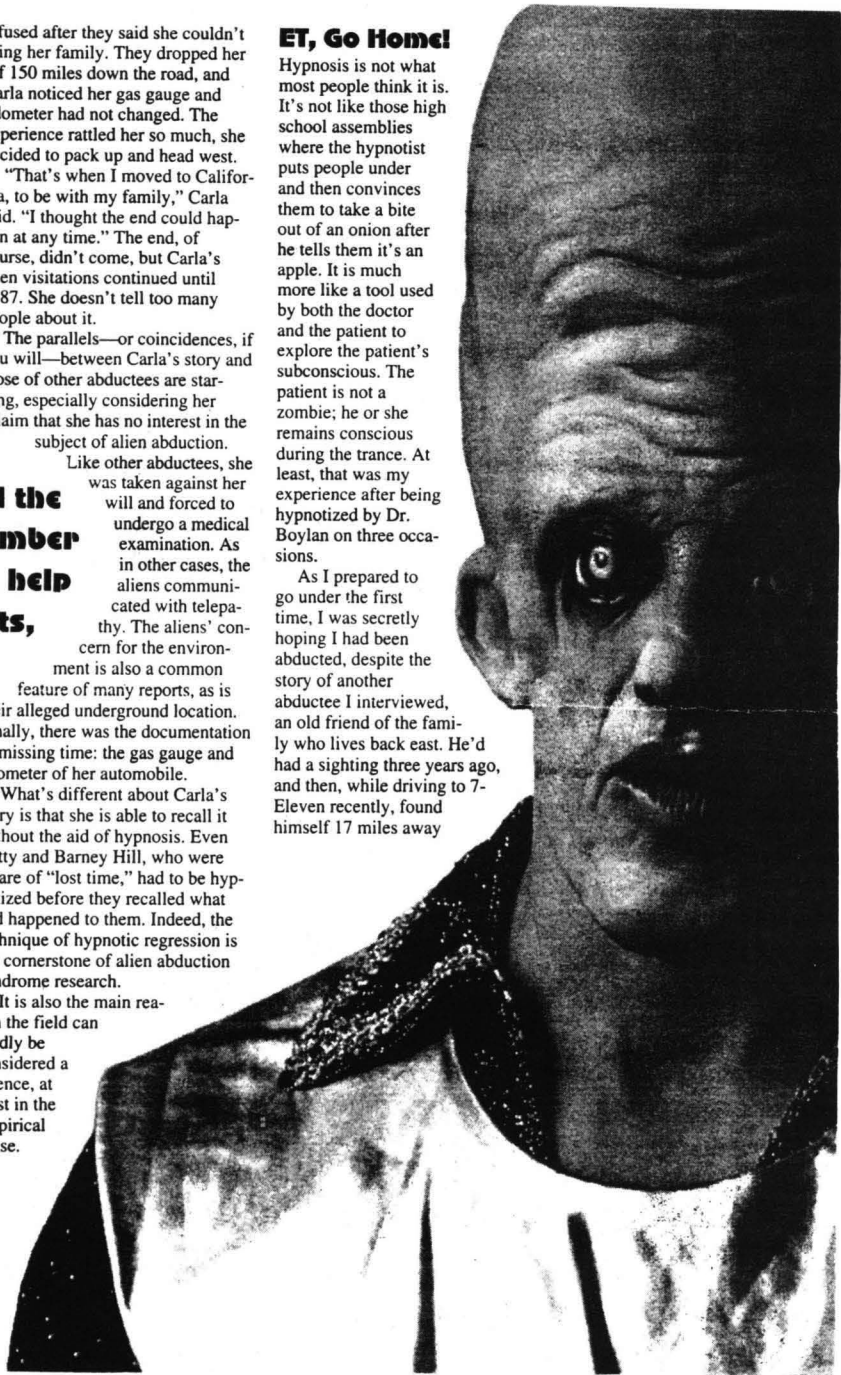 fused after they said she couldn't
ing her family. They dropped her
f 150 miles down the road, and
arla noticed her gas gauge and
lometer had not changed. The
perience rattled her so much, she
cided to pack up and head west.
"That's when I moved to Califor-
a, to be with my family," Carla
id. "I thought the end could hap-
n at any time." The end, of
urse, didn't come, but Carla's
en visitations continued until
87. She doesn't tell too many
ople about it.
The parallels—or coincidences, if
u will—between Carla's story and
ose of other abductees are star-
ng, especially considering her
aim that she has no interest in the
subject of alien abduction.
Like other abductees, she
was taken against her
will and forced to
undergo a medical
examination. As
in other cases, the
aliens communi-
cated with telepa-
thy. The aliens' con-
cern for the environ-
ment is also a common
feature of many reports, as is
ir alleged underground location.
nally, there was the documentation
missing time: the gas gauge and
ometer of her automobile.
What's different about Carla's
ry is that she is able to recall it
hout the aid of hypnosis. Even
tty and Barney Hill, who were
are of "lost time," had to be hyp-
tized before they recalled what
d happened to them. Indeed, the
hnique of hypnotic regression is
cornerstone of alien abduction
ndrome research.
It is also the main rea-
n the field can
dly be
nsidered a
ence, at
st in the
pirical
se.
l the
mber
help
ts,
ET, Go Home!
Hypnosis is not what
most people think it is.
It's not like those high
school assemblies
where the hypnotist
puts people under
and then convinces
them to take a bite
out of an onion after
he tells them it's an
apple. It is much
more like a tool used
by both the doctor
and the patient to
explore the patient's
subconscious. The
patient is not a
zombie; he or she
remains conscious
during the trance. At
least, that was my
experience after being
hypnotized by Dr.
Boylan on three occa-
sions.
As I prepared to
go under the first
time, I was secretly
hoping I had been
abducted, despite the
story of another
abductee I interviewed,
an old friend of the fami-
ly who lives back east. He'd
had a sighting three years ago,
and then, while driving to 7-
Eleven recently, found
himself 17 miles away